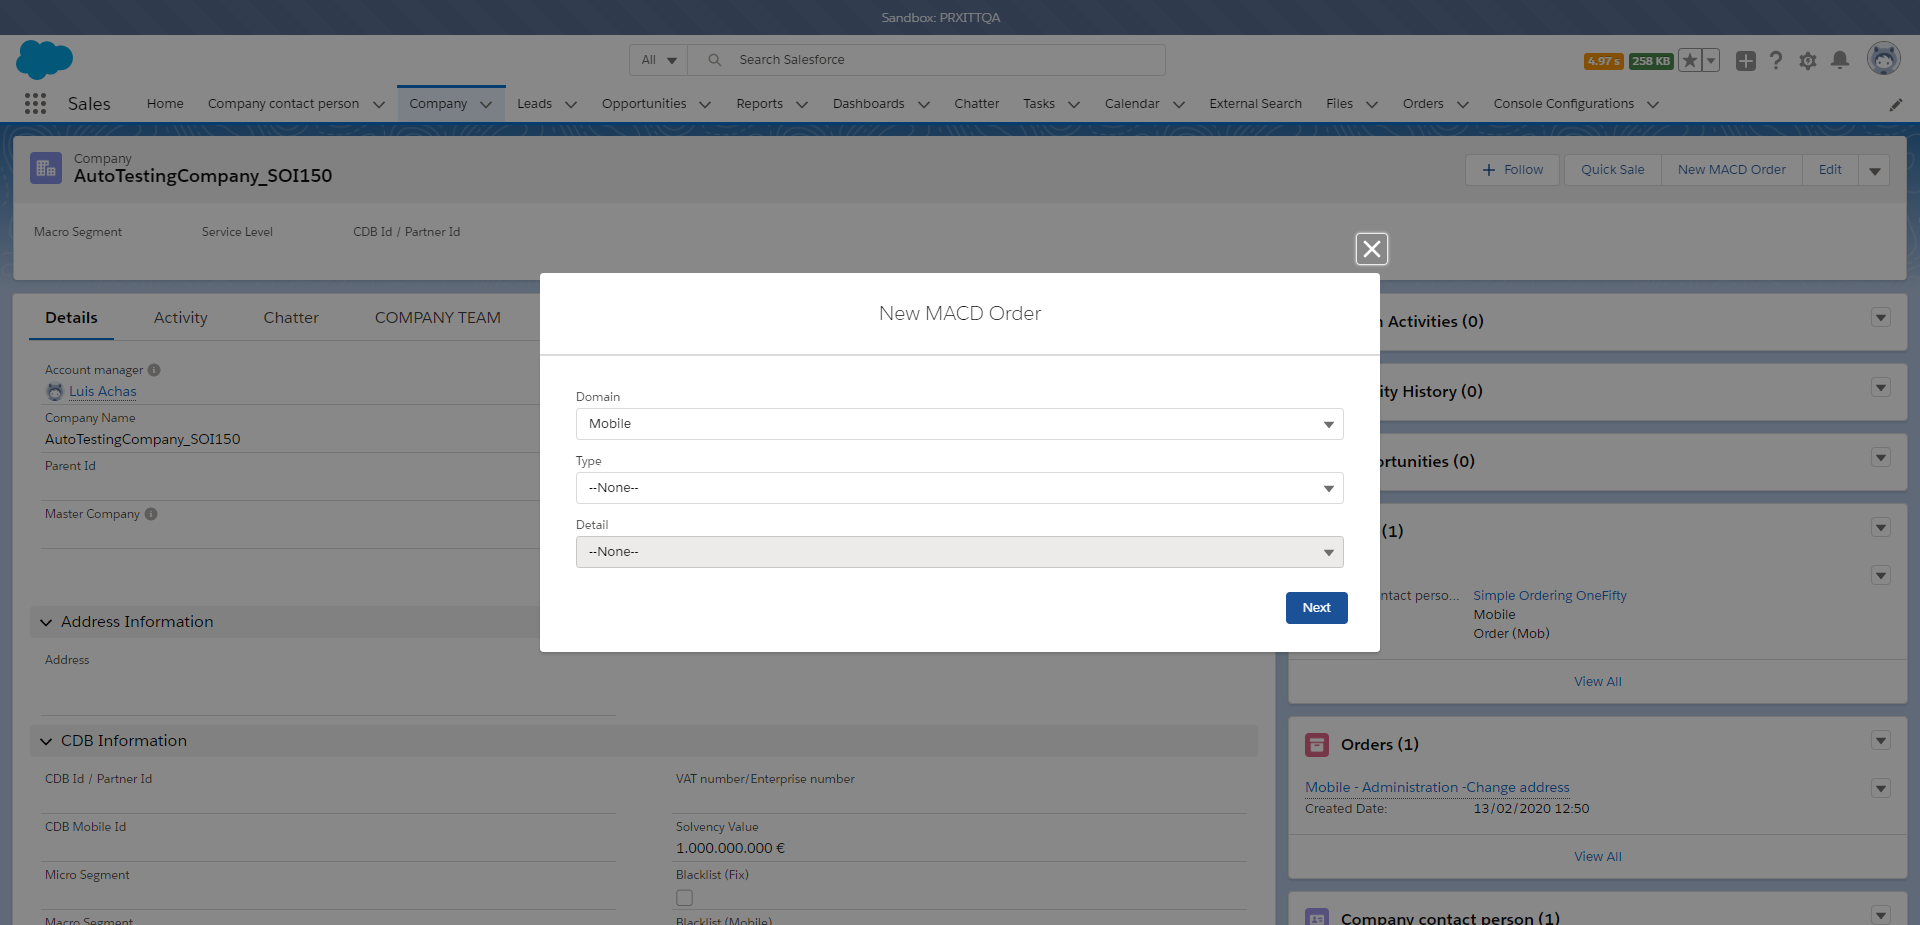 Sandbox: PRXITTQA
All
Search Salesforce
4.97 s
258 KB
Sales
Home
Company contact person
Company
Leads
Opportunities
Reports
Dashboards
Chatter
Tasks
Calendar
External Search
Files
Orders
Console Configurations
Company
AutoTestingCompany_SOI150
Follow
Quick Sale
New MACD Order
Edit
Macro Segment
Service Level
CDB Id / Partner Id
New MACD Order
Domain
Mobile
Type
--None--
Detail
--None--
Next
Details
Activity
Chatter
COMPANY TEAM
Account manager
Luis Achas
Company Name
AutoTestingCompany_SOI150
Parent Id
Master Company
Address Information
Address
CDB Information
CDB Id / Partner Id
VAT number/Enterprise number
CDB Mobile Id
Solvency Value
1.000.000.000 €
Micro Segment
Blacklist (Fix)
Macro Segment
Blacklist (Mobile)
Activities (0)
ity History (0)
ortunities (0)
(1)
ntact perso...
Simple Ordering OneFifty
Mobile
Order (Mob)
View All
Orders (1)
Mobile - Administration -Change address
Created Date:
13/02/2020 12:50
View All
Company contact person (1)